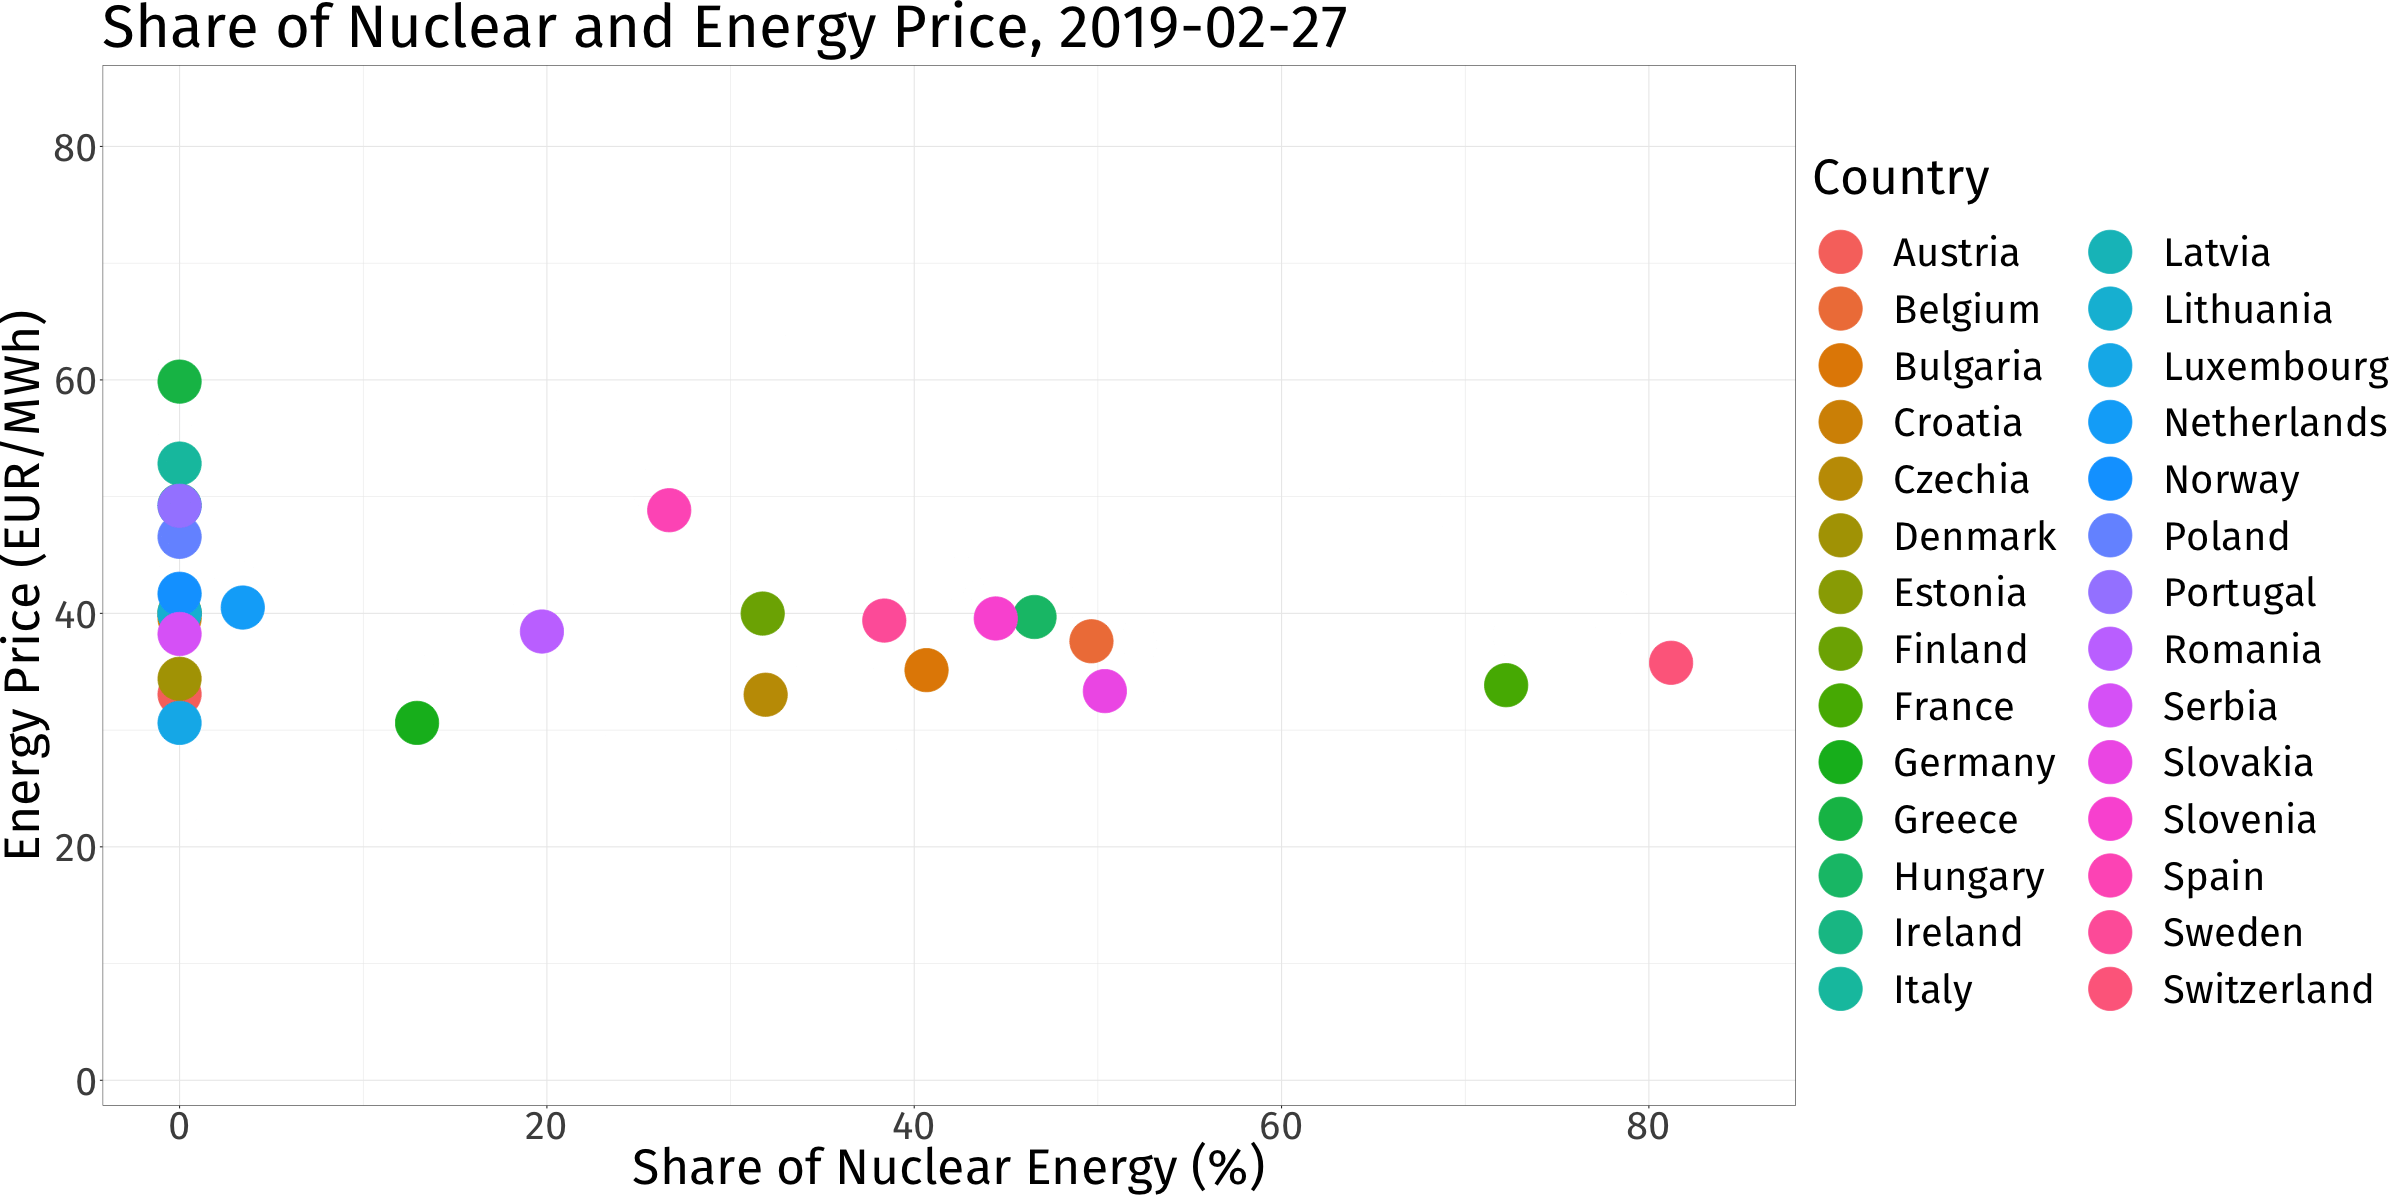 Share of Nuclear and Energy Price, 2019-02-27
Energy Price (EUR/MWh)
80
60
40
20
0
0 20 40 60 80
Share of Nuclear Energy (%)
Country
Austria
Belgium
Bulgaria
Croatia
Czechia
Denmark
Estonia
Finland
France
Germany
Greece
Hungary
Ireland
Italy
Latvia
Lithuania
Luxembourg
Netherlands
Norway
Poland
Portugal
Romania
Serbia
Slovakia
Slovenia
Spain
Sweden
Switzerland